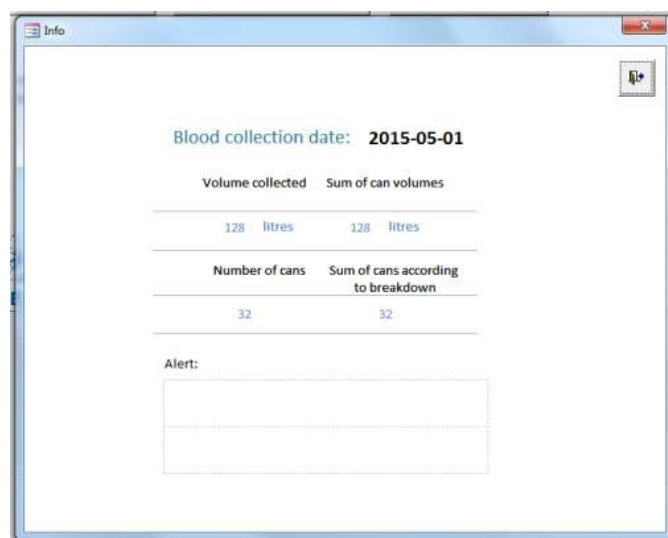 Info
Blood collection date: 2015-05-01
Volume collected Sum of can volumes
128 litres 128 litres
Number of cans Sum of cans according
to breakdown
32 32
Alert: